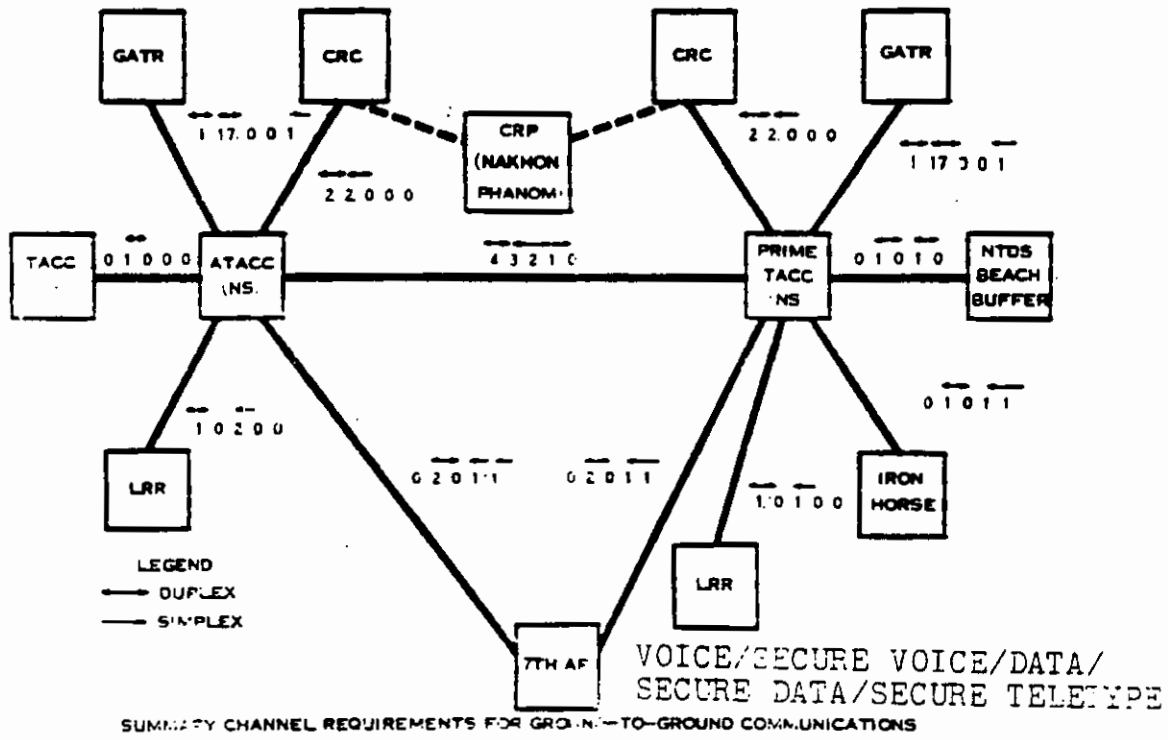 GATR
CRC
CRC
GATR
1 17 0 0 1
CRP
(NAKHON
PHANOM)
2 2 0 0 0
1 17 0 0 1
2 2 0 0 0
TACC
0 1 0 0 0
ATACC
(NS)
4 3 2 1 0
PRIME
TACC
NS
0 1 0 1 0
NTDS
BEACH
BUFFER
1 0 2 0 0
0 1 0 1 1
LRR
0 2 0 1 1
0 2 0 1 1
1 0 1 0 0
IRON
HORSE
LEGEND
DUPLEX
SIMPLEX
LRR
7TH AF
VOICE/SECURE VOICE/DATA/
SECURE DATA/SECURE TELETYPE
SUMMARY CHANNEL REQUIREMENTS FOR GROUND-TO-GROUND COMMUNICATIONS